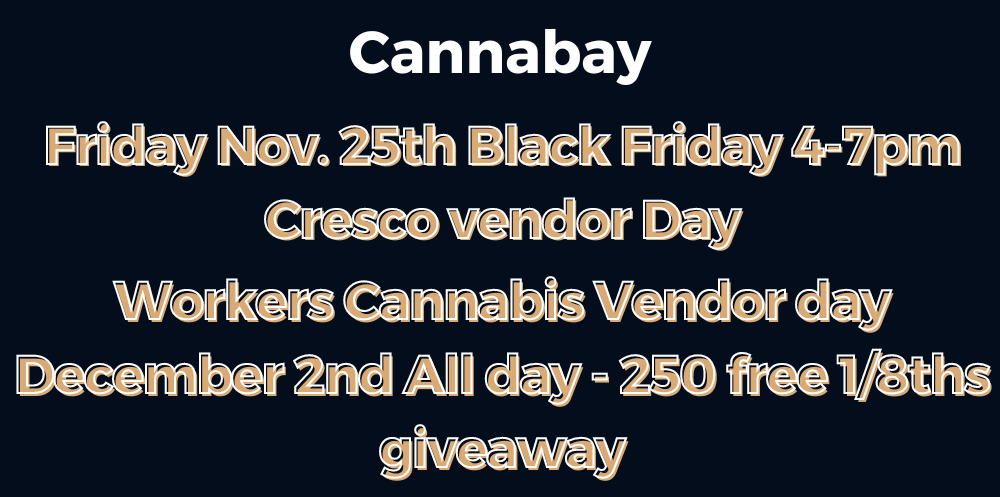 Cannabay
Friday Nov. 25th Black Friday 4-7pm
Cresco vendor Day
Workers Cannabis Vendor day
December 2nd All day - 250 free 1/8ths
giveaway